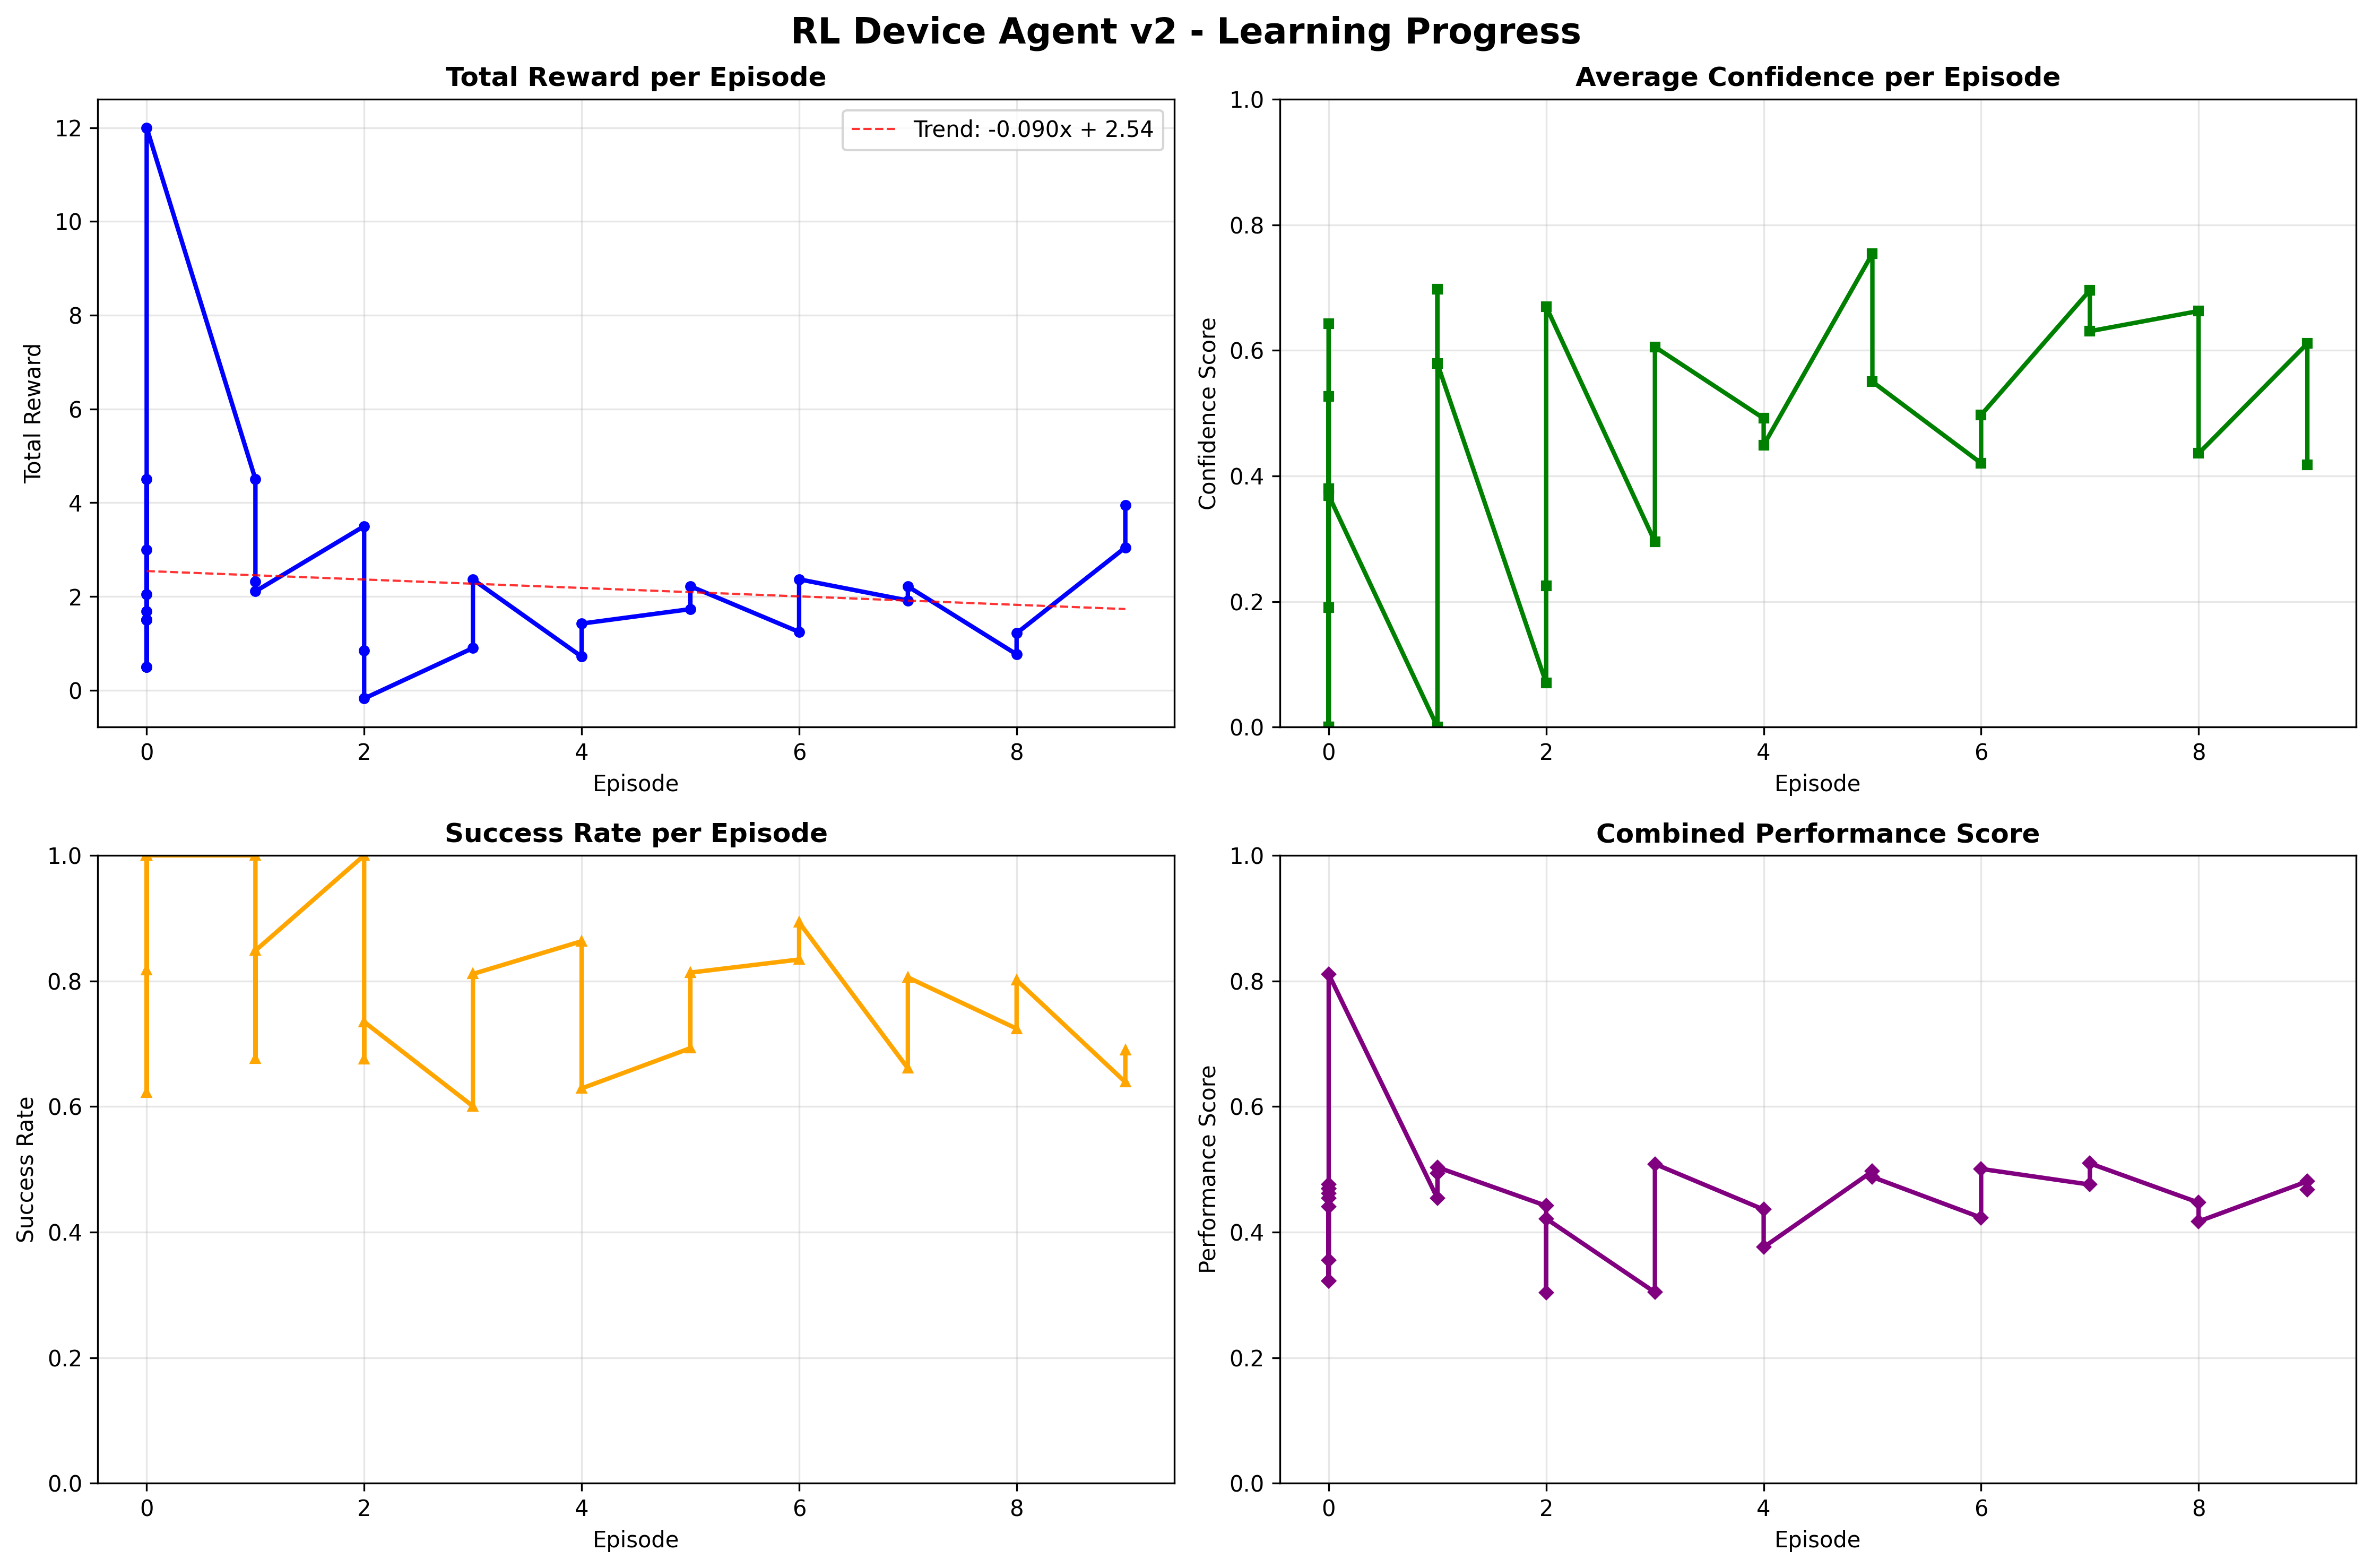 RL Device Agent v2 - Learning Progress
Total Reward per Episode
Trend: -0.090x + 2.54
12
10
8
6
4
2
0
Total Reward
0 2 4 6 8
Episode
Average Confidence per Episode
1.0
0.8
0.6
0.4
0.2
0.0
Confidence Score
0 2 4 6 8
Episode
Success Rate per Episode
1.0
0.8
0.6
0.4
0.2
0.0
Success Rate
0 2 4 6 8
Episode
Combined Performance Score
1.0
0.8
0.6
0.4
0.2
0.0
Performance Score
0 2 4 6 8
Episode